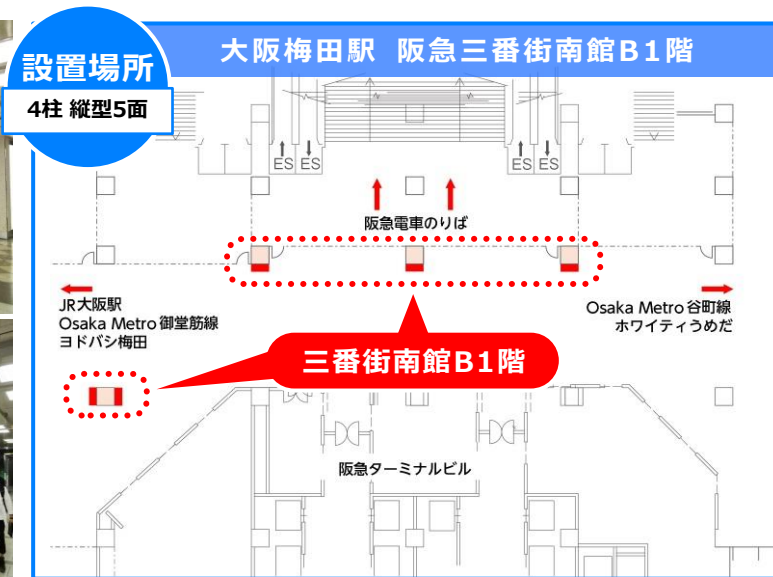 設置場所
4柱 縦型5面
大阪梅田駅 阪急三番街南館B1階
ES ES
ES ES
阪急電車のりば
JR大阪駅
Osaka Metro 御堂筋線
ヨドバシ梅田
Osaka Metro 谷町線
ホワイティうめだ
三番街南館B1階
阪急ターミナルビル